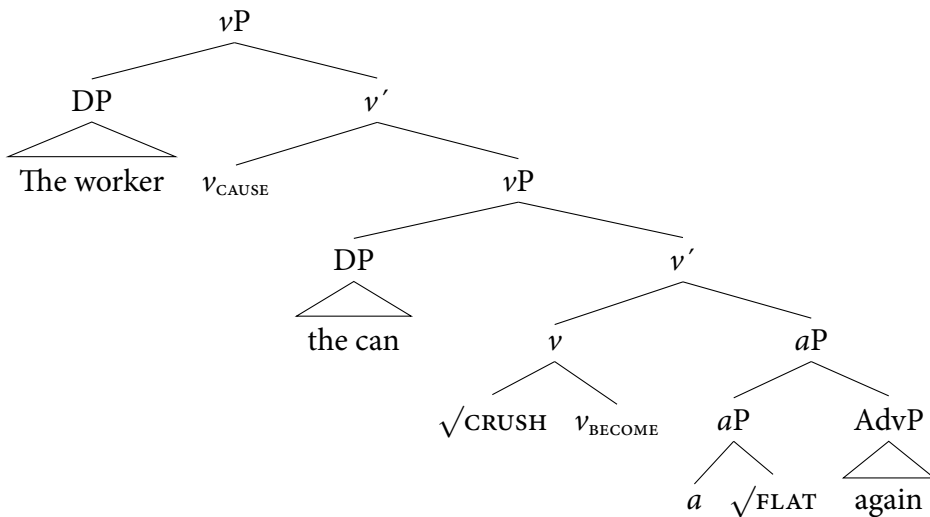 vP
DP v′
The worker vCAUSE vP
DP v′
the can v aP
√CRUSH vBECOME aP AdvP
a √FLAT again